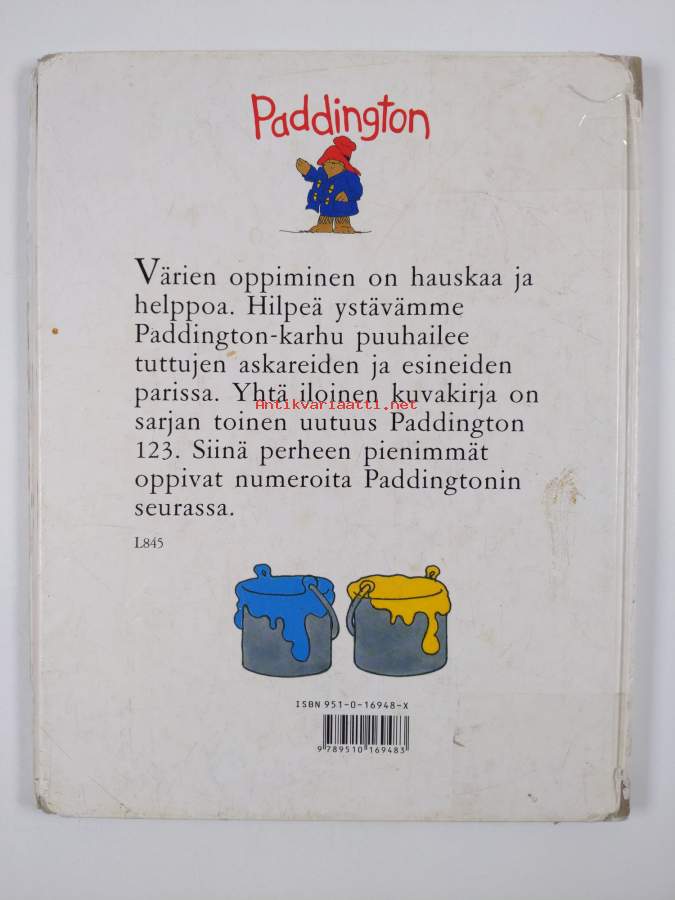 Paddington
Värien oppiminen on hauskaa ja
helppoa. Hilpeä ystävämme
Paddington-karhu puuhailee
tuttujen askareiden ja esineiden
parissa. Yhtä iloinen kuvakirja on
Antikvariaatti.net
sarjan toinen uutuus Paddington
123. Siinä perheen pienimmät
oppivat numeroita Paddingtonin
seurassa.
L845
ISBN 951-0-16948-X
9789510169483